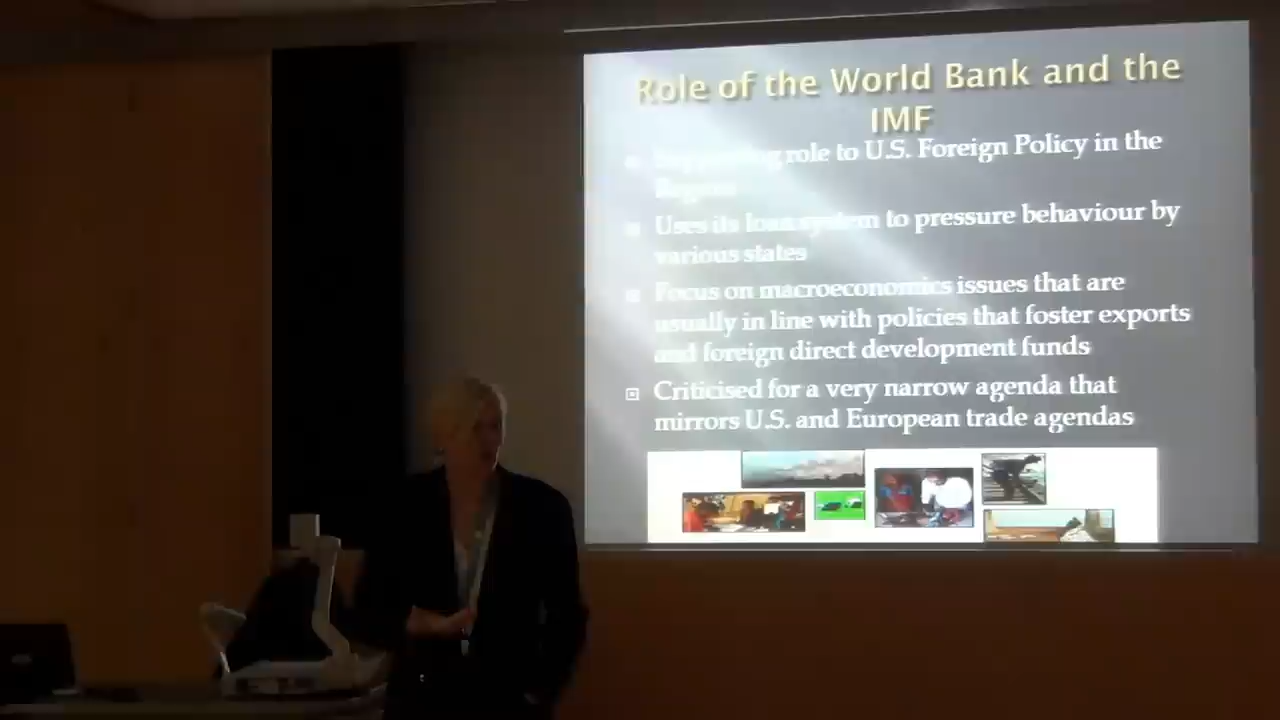 Role of the World Bank and the
IMF
role to U.S. Foreign Policy in the
Region
Uses its loan system to pressure behaviour by
various states
Focus on macroeconomics issues that are
usually in line with policies that foster exports
and foreign direct development funds
Criticised for a very narrow agenda that
mirrors U.S. and European trade agendas